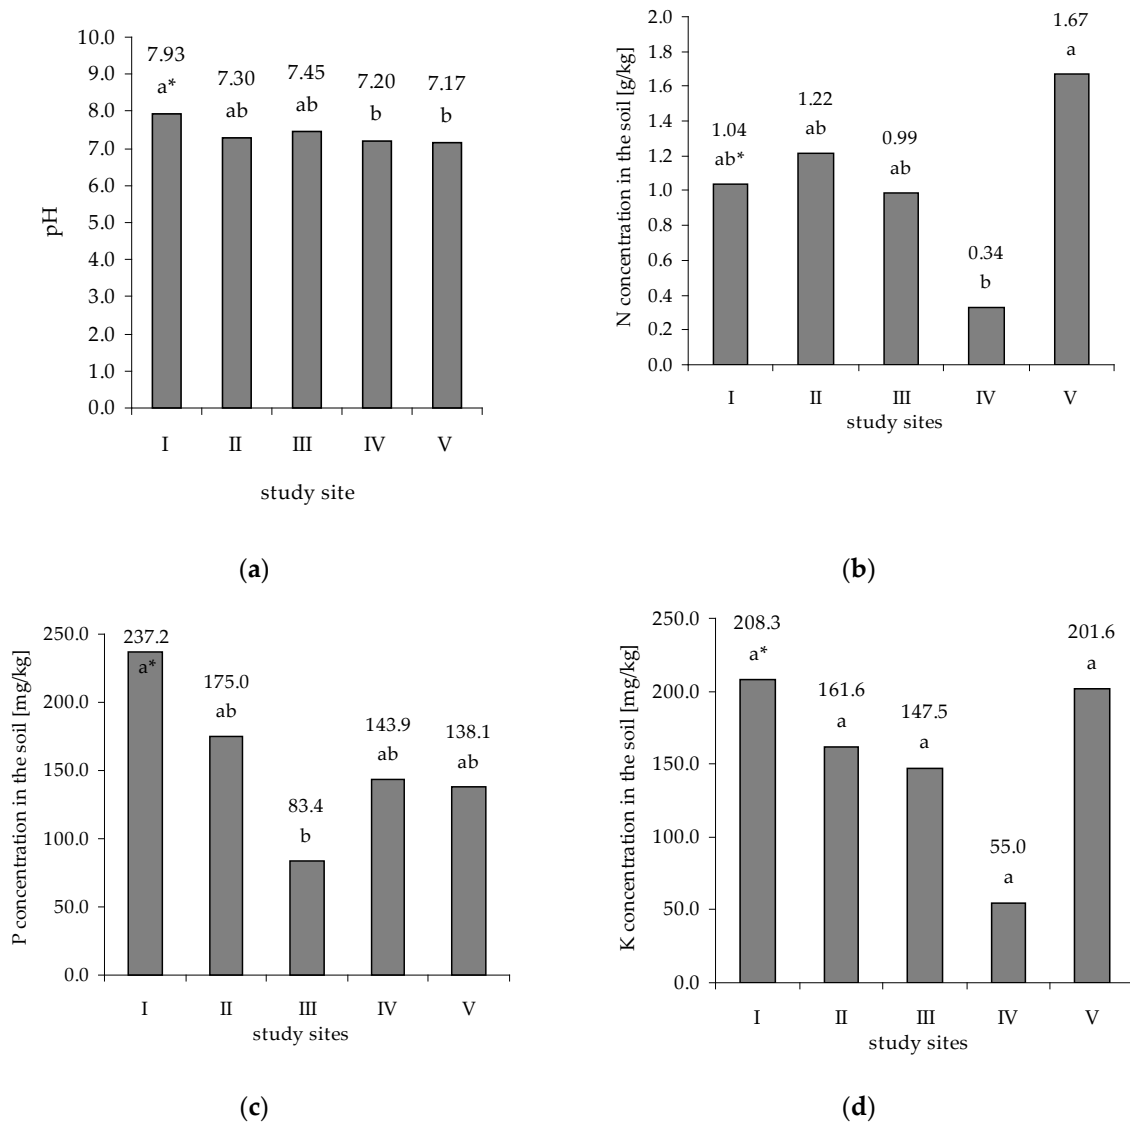 10.0
9.0
8.0
7.0
6.0
5.0
4.0
3.0
2.0
1.0
0.0
pH
7.93
a*
7.30
ab
7.45
ab
7.20
b
7.17
b
I II III IV V
study site
(a)
2.0
1.8
1.6
1.4
1.2
1.0
0.8
0.6
0.4
0.2
0.0
N concentration in the soil [g/kg]
1.04
ab*
1.22
ab
0.99
ab
0.34
b
1.67
a
I II III IV V
study sites
(b)
250.0
200.0
150.0
100.0
50.0
0.0
P concentration in the soil [mg/kg]
237.2
a*
175.0
ab
83.4
b
143.9
ab
138.1
ab
I II III IV V
study sites
(c)
250.0
200.0
150.0
100.0
50.0
0.0
K concentration in the soil [mg/kg]
208.3
a*
161.6
a
147.5
a
55.0
a
201.6
a
I II III IV V
study sites
(d)